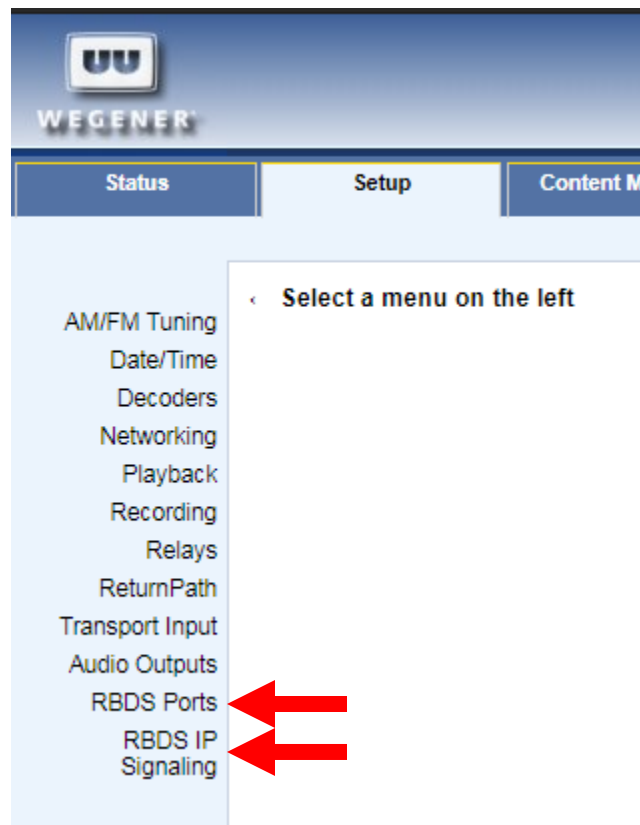 WEGENER
Status Setup Content M
Select a menu on the left
AM/FM Tuning
Date/Time
Decoders
Networking
Playback
Recording
Relays
ReturnPath
Transport Input
Audio Outputs
RBDS Ports
RBDS IP
Signaling